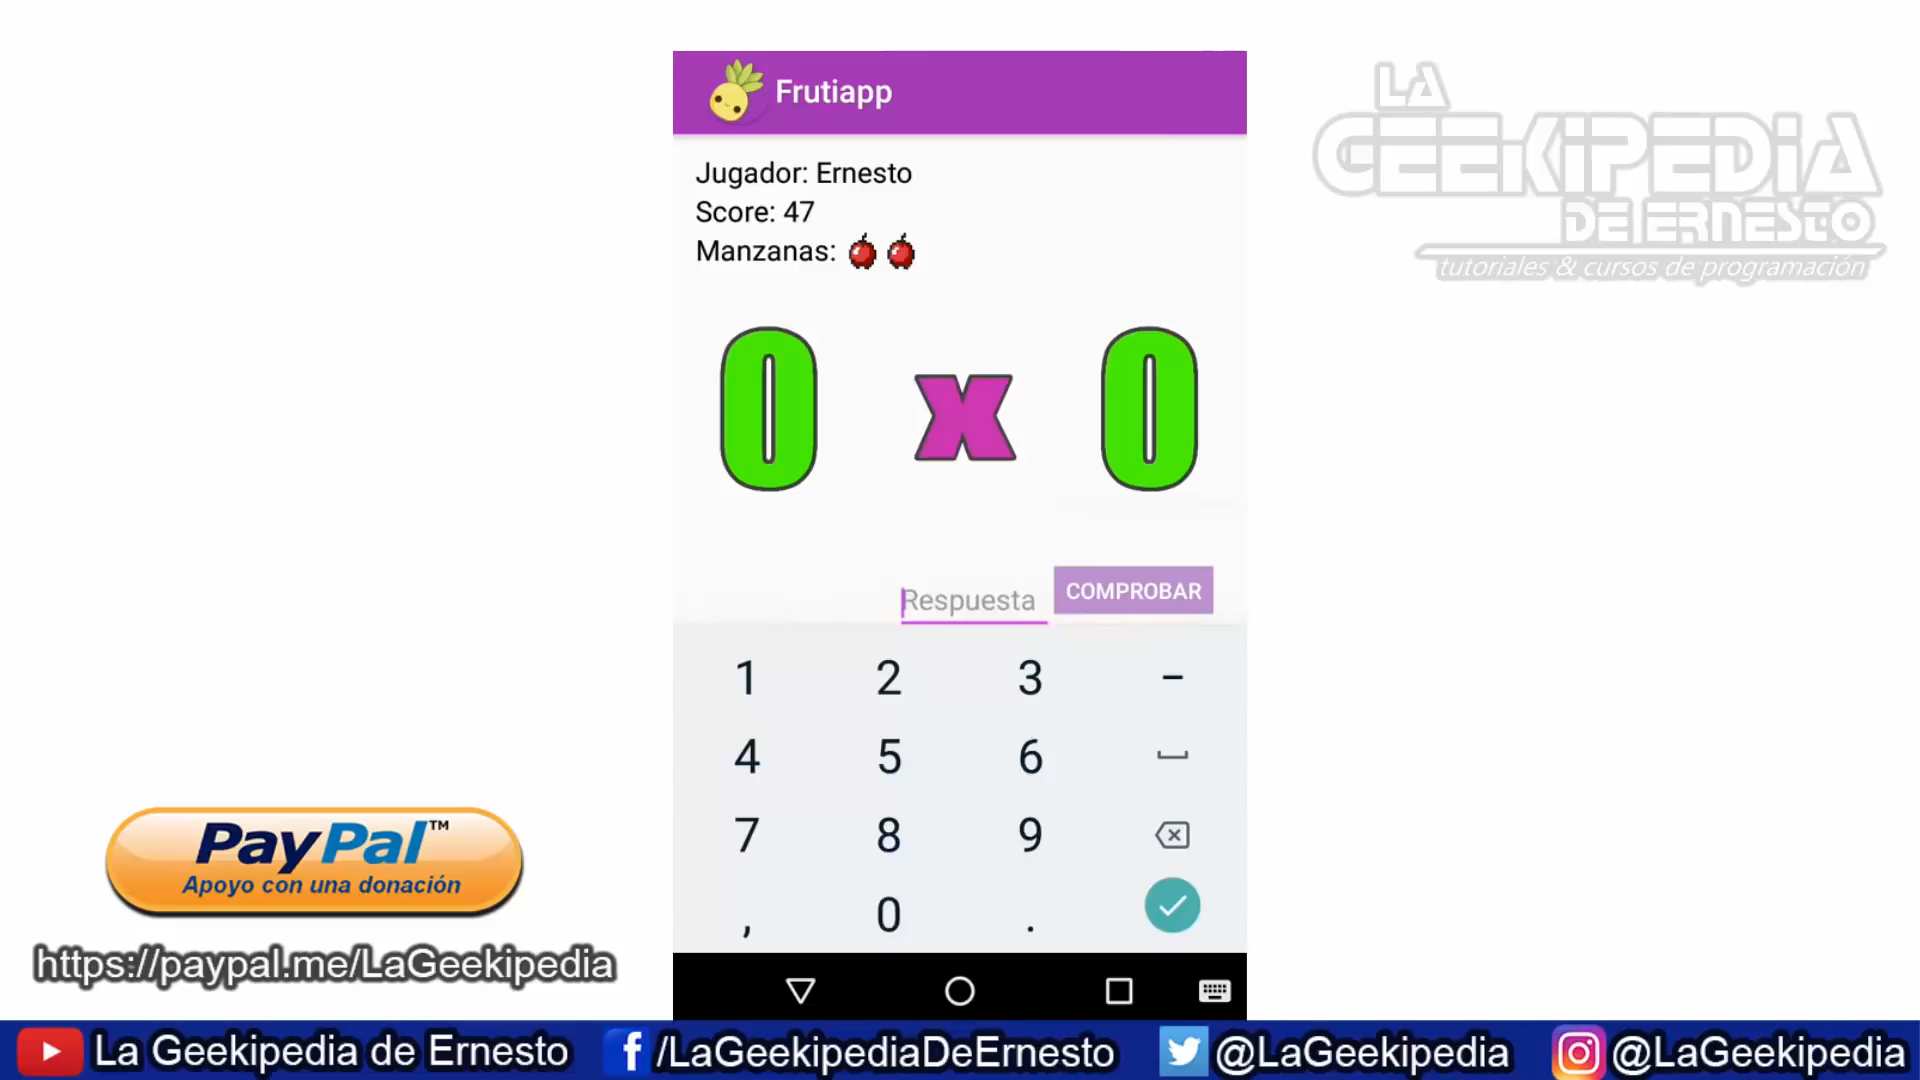 Frutiapp
Jugador: Ernesto
Score: 47
Manzanas:
0 x 0
Respuesta
COMPROBAR
1 2 3 -
4 5 6
7 8 9
, 0 .
LA
GEEKIPEDIA
DE ERNESTO
tutoriales & cursos de programación
PayPal™
Apoyo con una donación
https://paypal.me/LaGeekipedia
La Geekipedia de Ernesto
f /LaGeekipediaDeErnesto
@LaGeekipedia
@LaGeekipedia